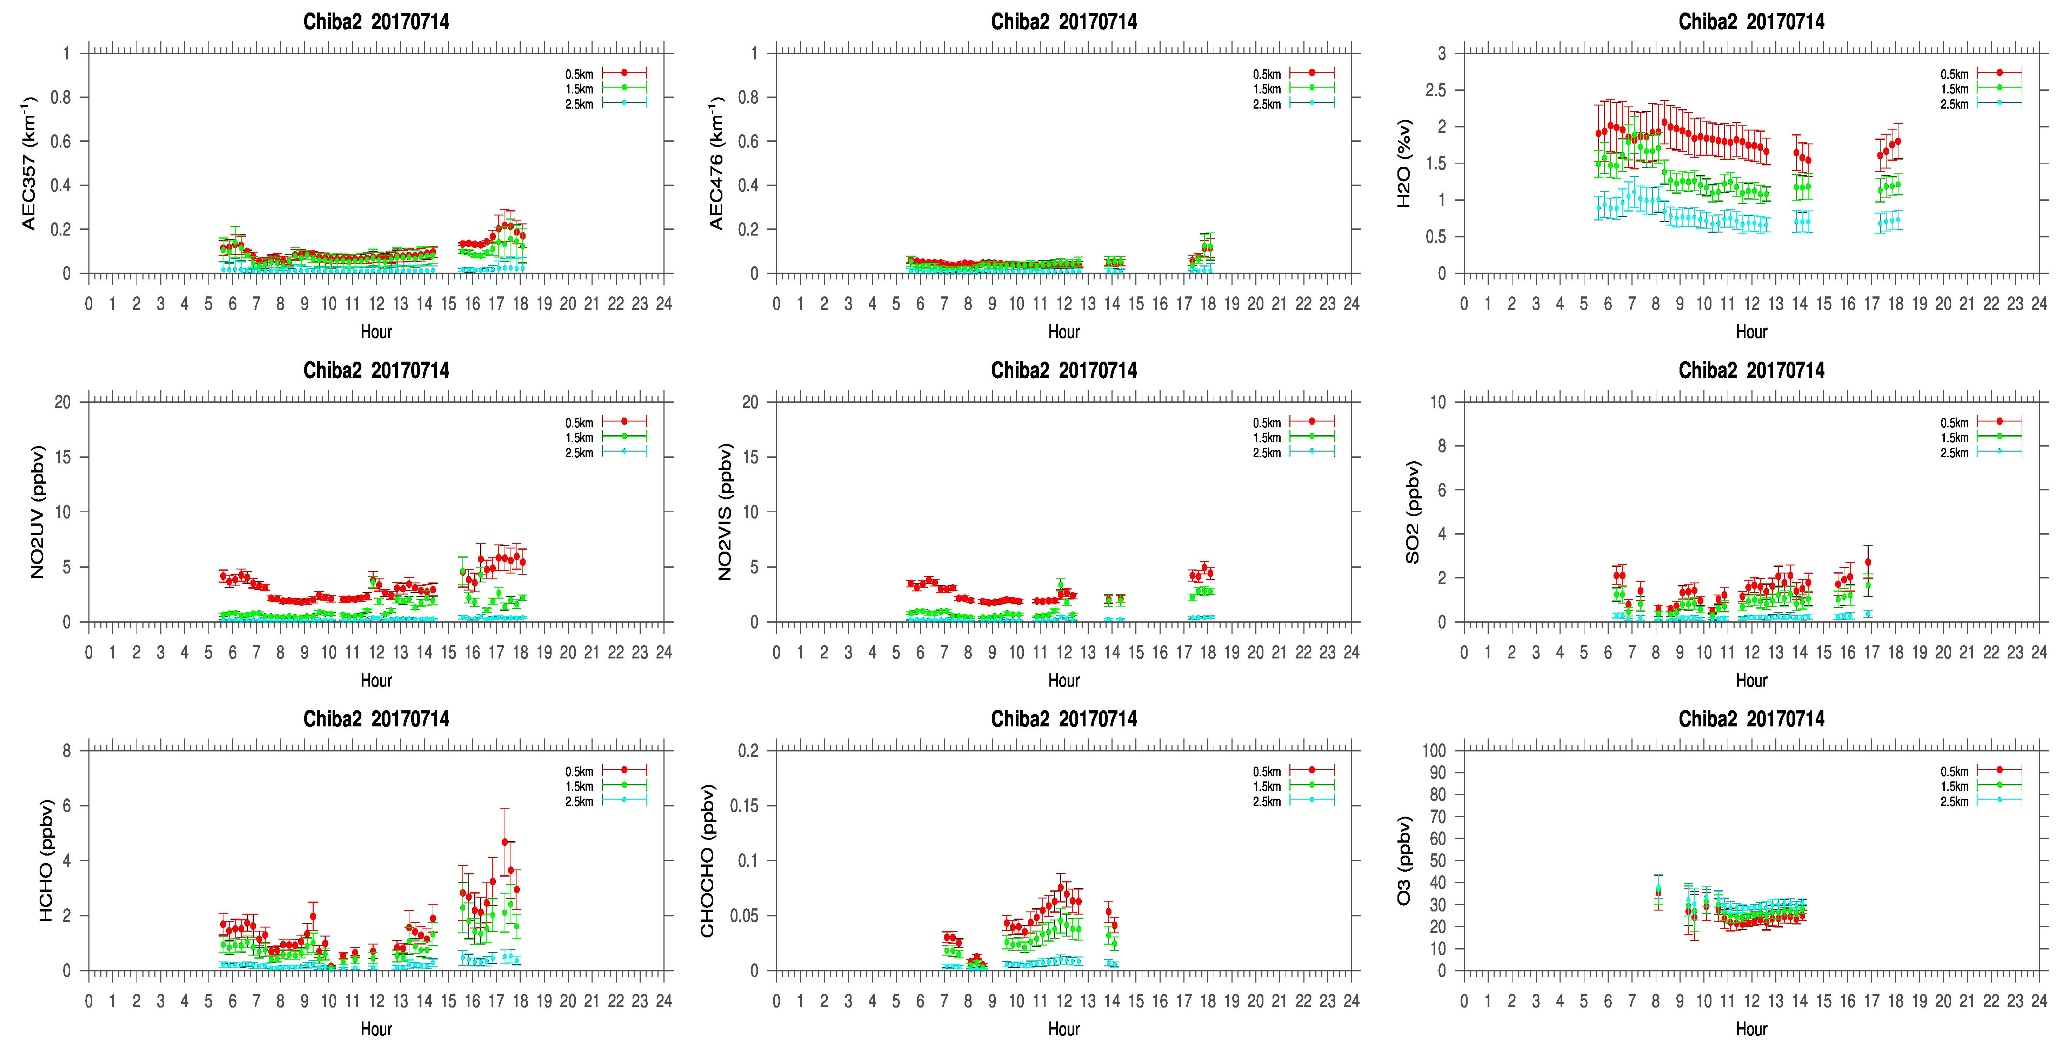 Chiba2 20170714
AEC357 (km⁻¹)
1
0.8
0.6
0.4
0.2
0
0.5km
1.5km
2.5km
0 1 2 3 4 5 6 7 8 9 10 11 12 13 14 15 16 17 18 19 20 21 22 23 24
Hour
Chiba2 20170714
AEC476 (km⁻¹)
1
0.8
0.6
0.4
0.2
0
0.5km
1.5km
2.5km
0 1 2 3 4 5 6 7 8 9 10 11 12 13 14 15 16 17 18 19 20 21 22 23 24
Hour
Chiba2 20170714
H2O (%v)
3
2.5
2
1.5
1
0.5
0
0.5km
1.5km
2.5km
0 1 2 3 4 5 6 7 8 9 10 11 12 13 14 15 16 17 18 19 20 21 22 23 24
Hour
Chiba2 20170714
NO2UV (ppbv)
20
15
10
5
0
0.5km
1.5km
2.5km
0 1 2 3 4 5 6 7 8 9 10 11 12 13 14 15 16 17 18 19 20 21 22 23 24
Hour
Chiba2 20170714
NO2VIS (ppbv)
20
15
10
5
0
0.5km
1.5km
2.5km
0 1 2 3 4 5 6 7 8 9 10 11 12 13 14 15 16 17 18 19 20 21 22 23 24
Hour
Chiba2 20170714
SO2 (ppbv)
10
8
6
4
2
0
0.5km
1.5km
2.5km
0 1 2 3 4 5 6 7 8 9 10 11 12 13 14 15 16 17 18 19 20 21 22 23 24
Hour
Chiba2 20170714
HCHO (ppbv)
8
6
4
2
0
0.5km
1.5km
2.5km
0 1 2 3 4 5 6 7 8 9 10 11 12 13 14 15 16 17 18 19 20 21 22 23 24
Hour
Chiba2 20170714
CHOCHO (ppbv)
0.2
0.15
0.1
0.05
0
0.5km
1.5km
2.5km
0 1 2 3 4 5 6 7 8 9 10 11 12 13 14 15 16 17 18 19 20 21 22 23 24
Hour
Chiba2 20170714
O3 (ppbv)
100
90
80
70
60
50
40
30
20
10
0
0.5km
1.5km
2.5km
0 1 2 3 4 5 6 7 8 9 10 11 12 13 14 15 16 17 18 19 20 21 22 23 24
Hour